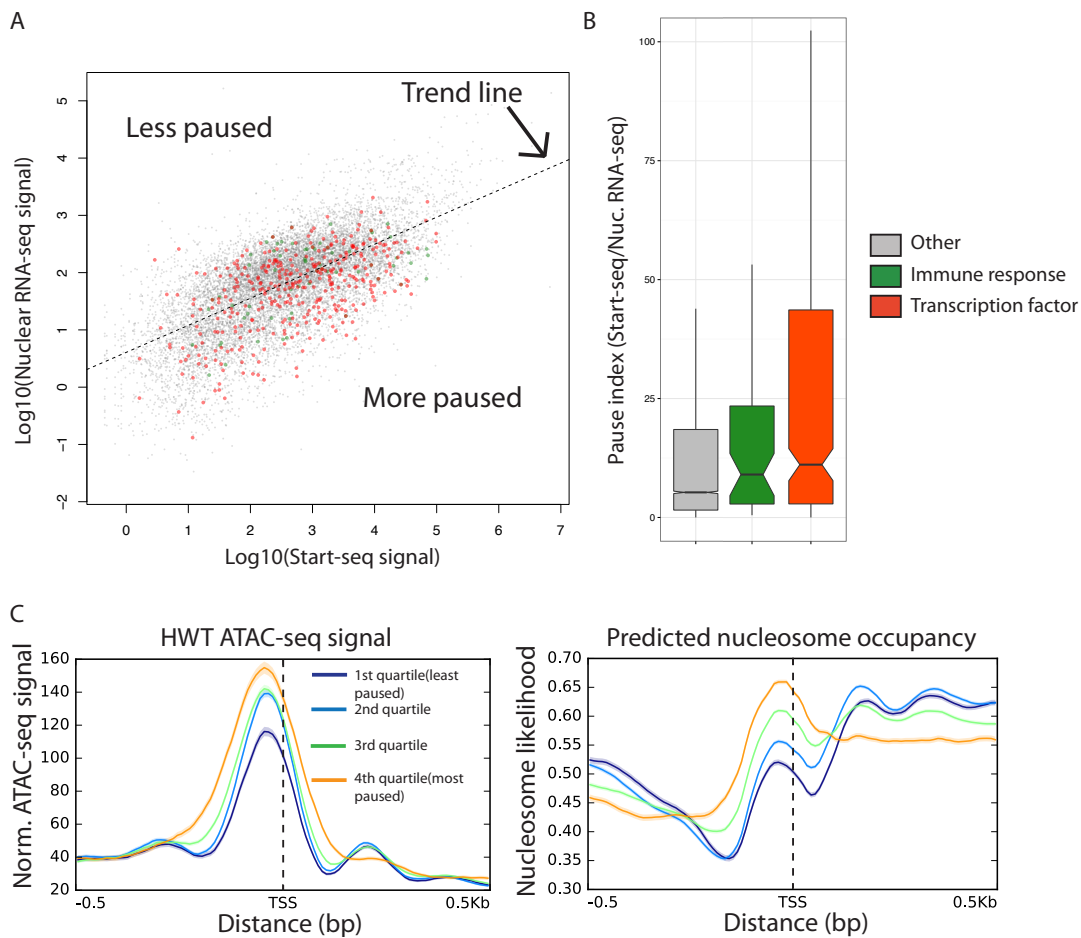 A
Trend line
Less paused
More paused
Log10(Nuclear RNA-seq signal)
5
4
3
2
1
0
−1
−2
0 1 2 3 4 5 6 7
Log10(Start-seq signal)
B
Pause index (Start-seq/Nuc. RNA-seq)
100
75
50
25
0
Other
Immune response
Transcription factor
C
HWT ATAC-seq signal
Norm. ATAC-seq signal
160
140
120
100
80
60
40
20
1st quartile(least
paused)
2nd quartile
3rd quartile
4th quartile(most
paused)
-0.5 TSS 0.5Kb
Distance (bp)
Predicted nucleosome occupancy
Nucleosome likelihood
0.70
0.65
0.60
0.55
0.50
0.45
0.40
0.35
0.30
-0.5 TSS 0.5Kb
Distance (bp)